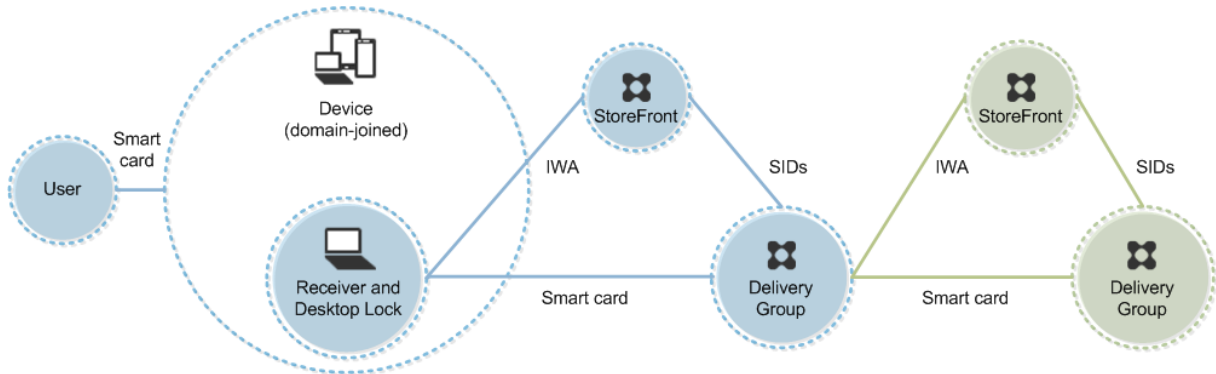 User
Smart
card
Device
(domain-joined)
Receiver and
Desktop Lock
IWA
StoreFront
SIDs
Smart card
Delivery
Group
IWA
StoreFront
SIDs
Smart card
Delivery
Group